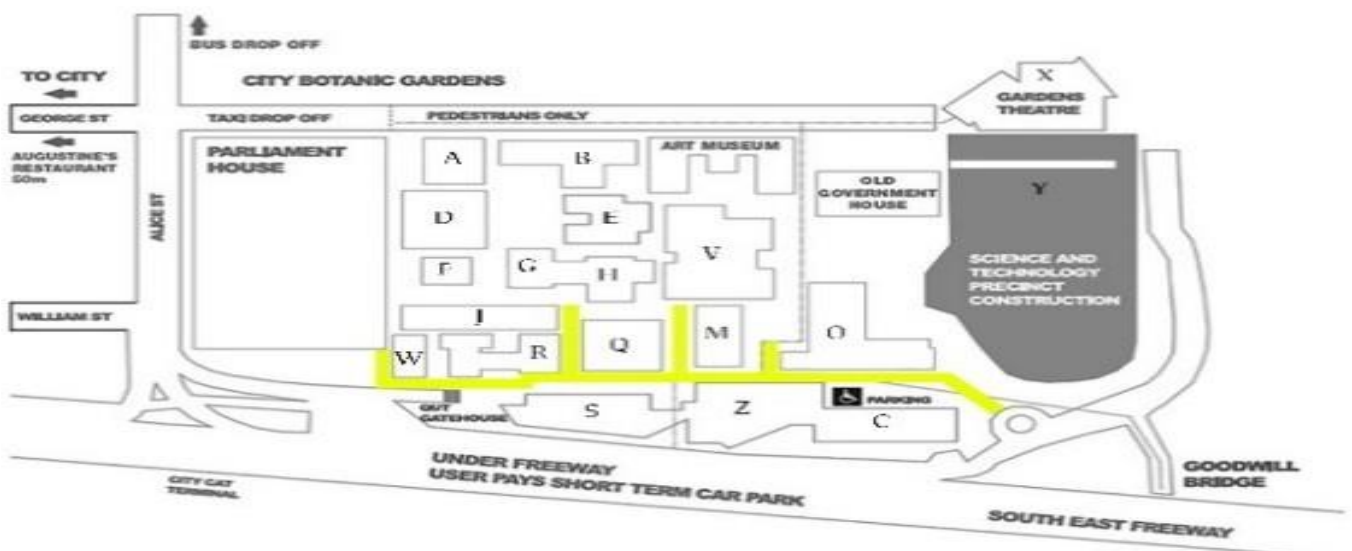 BUS DROP OFF
TO CITY
CITY BOTANIC GARDENS
X
GARDENS
THEATRE
GEORGE ST
TAXI DROP OFF
PEDESTRIANS ONLY
AUGUSTINE'S
RESTAURANT
50m
PARLIAMENT
HOUSE
A
B
ART MUSEUM
OLD
GOVERNMENT
HOUSE
Y
ALICE ST
D
E
V
F
G
H
SCIENCE AND
TECHNOLOGY
PRECINCT
CONSTRUCTION
WILLIAM ST
J
W
R
Q
M
O
QUT
GATEHOUSE
S
Z
PARKING
C
UNDER FREEWAY
USER PAYS SHORT TERM CAR PARK
CITY CAT
TERMINAL
GOODWILL
BRIDGE
SOUTH EAST FREEWAY